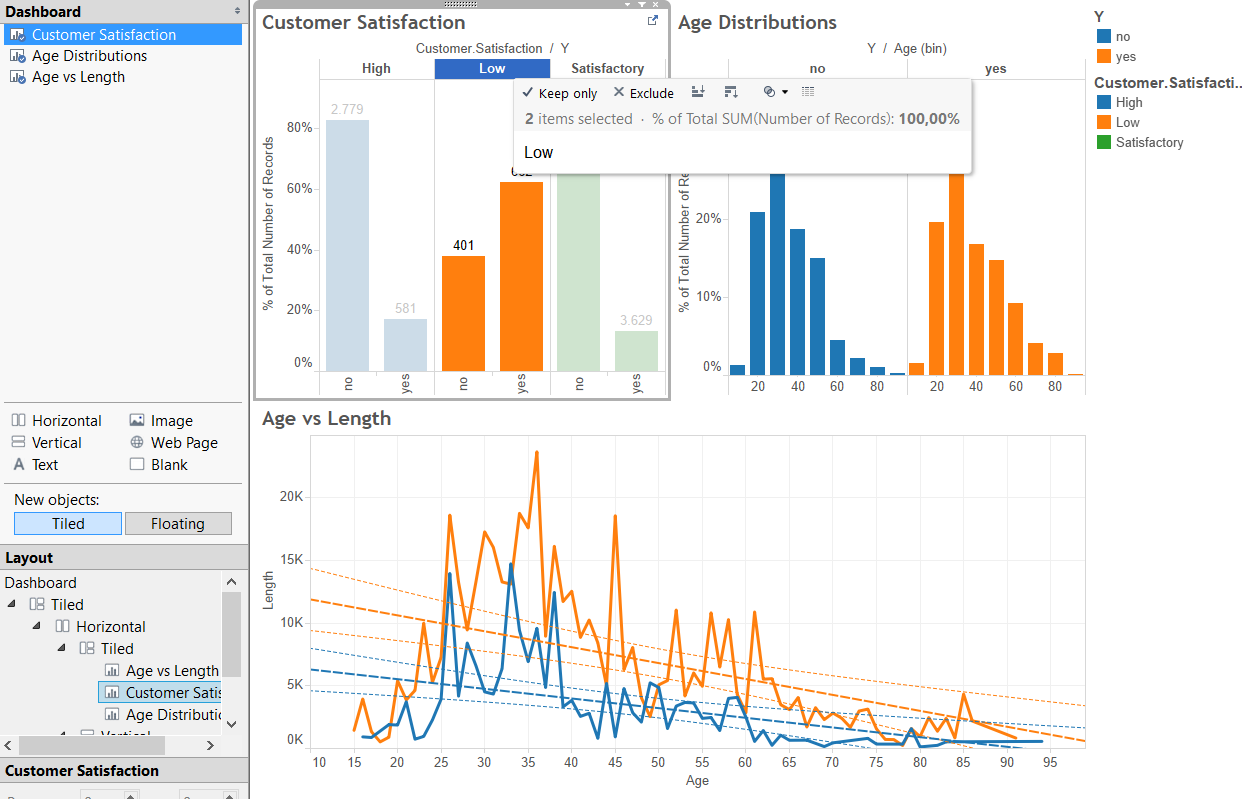 Dashboard
Customer Satisfaction
Age Distributions
Age vs Length
Horizontal
Image
Vertical
Web Page
Text
Blank
New objects:
Tiled
Floating
Layout
Dashboard
Tiled
Horizontal
Tiled
Age vs Length
Customer Satis
Age Distributic
Customer Satisfaction
Customer Satisfaction
Customer.Satisfaction / Y
High
Low
Satisfactory
Keep only
Exclude
2 items selected · % of Total SUM(Number of Records): 100,00%
Low
% of Total Number of Records
80%
60%
40%
20%
0%
2.779
581
401
3.629
no
yes
no
yes
no
yes
Age Distributions
Y / Age (bin)
no
yes
% of Total Number of Re
20%
10%
0%
20
40
60
80
20
40
60
80
Y
no
yes
Customer.Satisfacti..
High
Low
Satisfactory
Age vs Length
Length
20K
15K
10K
5K
0K
10
15
20
25
30
35
40
45
50
55
60
65
70
75
80
85
90
95
Age